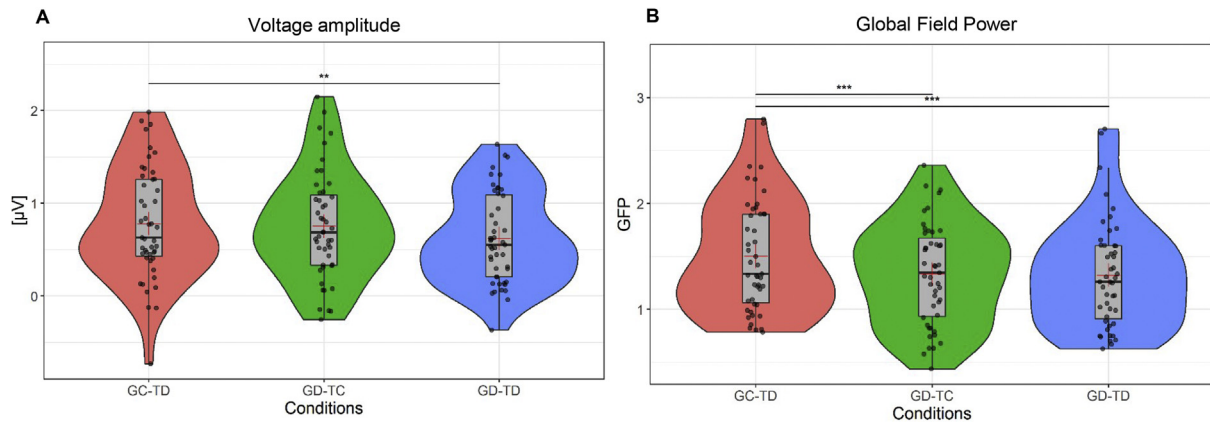 A
Voltage amplitude
**
2
1
0
[µV]
GC-TD
GD-TC
GD-TD
Conditions
B
Global Field Power
***
***
3
2
1
GFP
GC-TD
GD-TC
GD-TD
Conditions